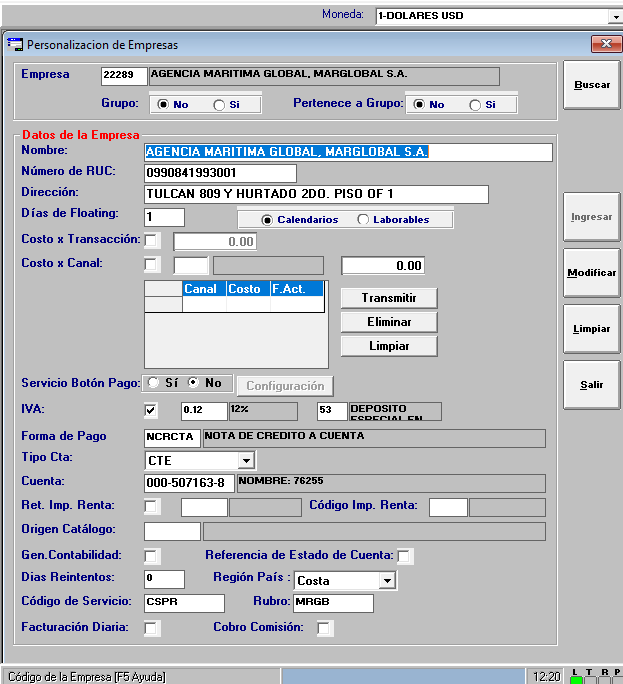 Moneda: 1-DOLARES USD
Personalizacion de Empresas
Empresa 22289 AGENCIA MARITIMA GLOBAL, MARGLOBAL S.A.
Buscar
Grupo: No Si Pertenece a Grupo: No Si
Datos de la Empresa
Nombre: AGENCIA MARITIMA GLOBAL, MARGLOBAL S.A.
Número de RUC: 0990841993001
Dirección: TULCAN 809 Y HURTADO 2DO. PISO OF 1
Días de Floating: 1 Calendarios Laborables
Ingresar
Costo x Transacción: 0.00
Costo x Canal: 0.00
Modificar
Canal Costo F.Act.
Transmitir
Eliminar
Limpiar
Limpiar
Servicio Botón Pago: Sí No Configuración
Salir
IVA: 0.12 12% 53 DEPOSITO
ESPECIAL EN
Forma de Pago NCRCTA NOTA DE CREDITO A CUENTA
Tipo Cta: CTE
Cuenta: 000-507163-8 NOMBRE: 76255
Ret. Imp. Renta: Código Imp. Renta:
Origen Catálogo:
Gen.Contabilidad: Referencia de Estado de Cuenta:
Dias Reintentos: 0 Región País : Costa
Código de Servicio: CSPR Rubro: MRGB
Facturación Diaria: Cobro Comisión:
Código de la Empresa [F5 Ayuda] 12:20 L T R P